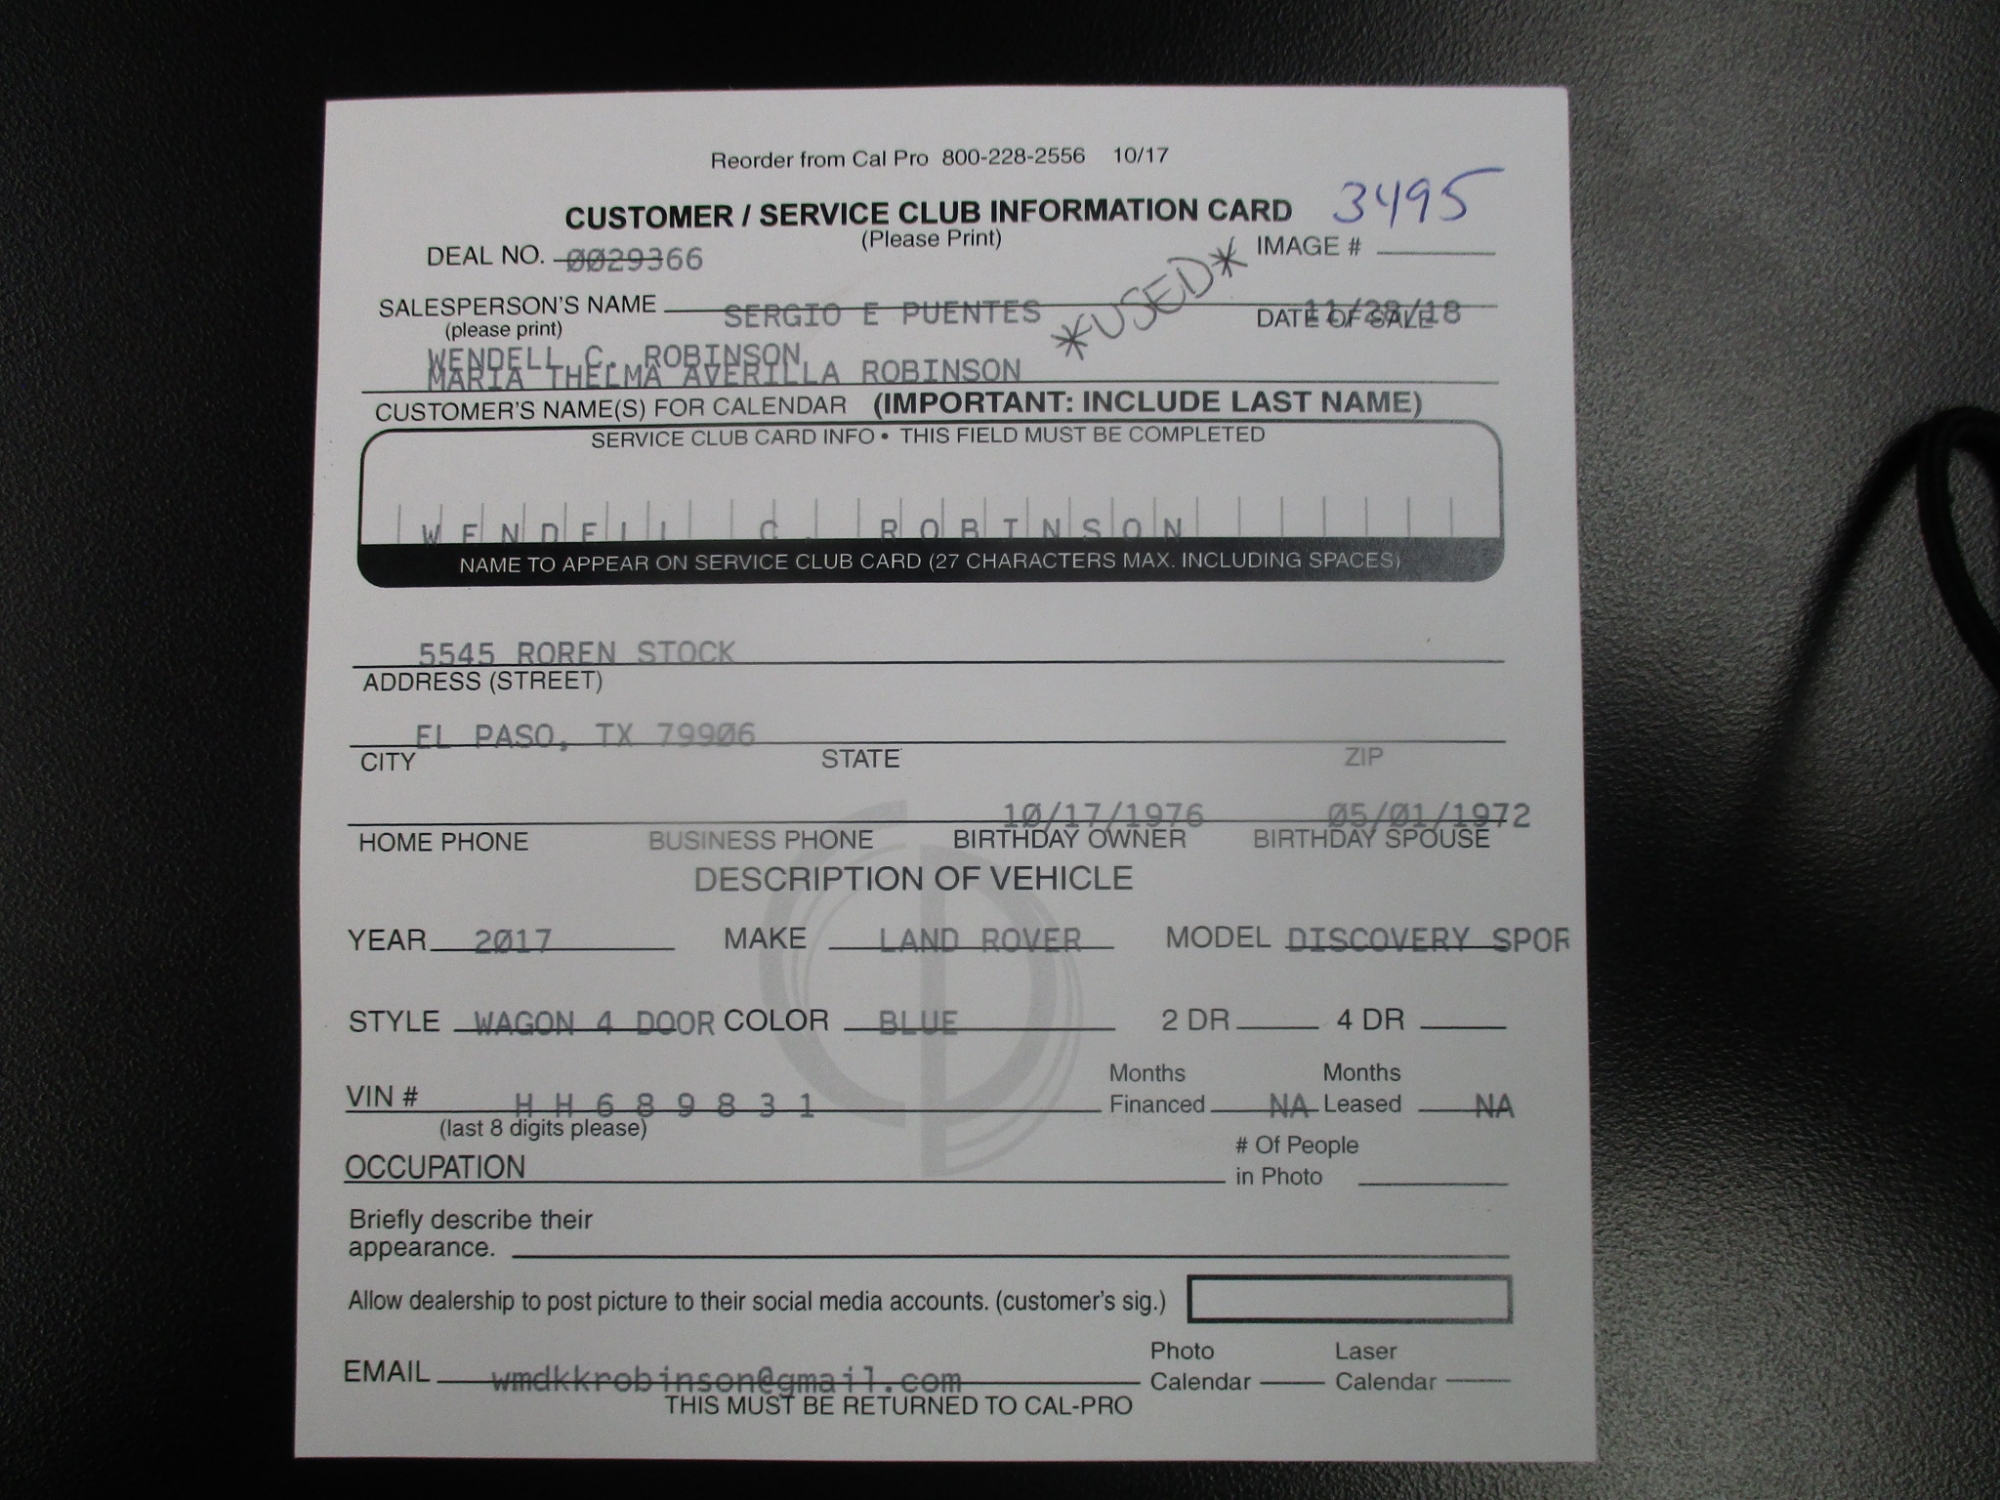 Reorder from Cal Pro 800-228-2556 10/17
CUSTOMER / SERVICE CLUB INFORMATION CARD 3495
(Please Print)
DEAL NO. 0029366 IMAGE #
*USED*
SALESPERSON'S NAME SERGIO E PUENTES DATE OF SALE 11/28/18
(please print)
WENDELL C. ROBINSON
MARIA THELMA AVERILLA ROBINSON
CUSTOMER'S NAME(S) FOR CALENDAR (IMPORTANT: INCLUDE LAST NAME)
SERVICE CLUB CARD INFO • THIS FIELD MUST BE COMPLETED
WENDELL C. ROBINSON
NAME TO APPEAR ON SERVICE CLUB CARD (27 CHARACTERS MAX. INCLUDING SPACES)
5545 ROREN STOCK
ADDRESS (STREET)
EL PASO, TX 79906
CITY STATE ZIP
10/17/1976 05/01/1972
HOME PHONE BUSINESS PHONE BIRTHDAY OWNER BIRTHDAY SPOUSE
DESCRIPTION OF VEHICLE
YEAR 2017 MAKE LAND ROVER MODEL DISCOVERY SPOR
STYLE WAGON 4 DOOR COLOR BLUE 2 DR 4 DR
VIN # HH689831 Months Financed NA Months Leased NA
(last 8 digits please)
OCCUPATION # Of People in Photo
Briefly describe their
appearance.
Allow dealership to post picture to their social media accounts. (customer's sig.)
EMAIL wmdkkrobinson@gmail.com Photo Calendar Laser Calendar
THIS MUST BE RETURNED TO CAL-PRO